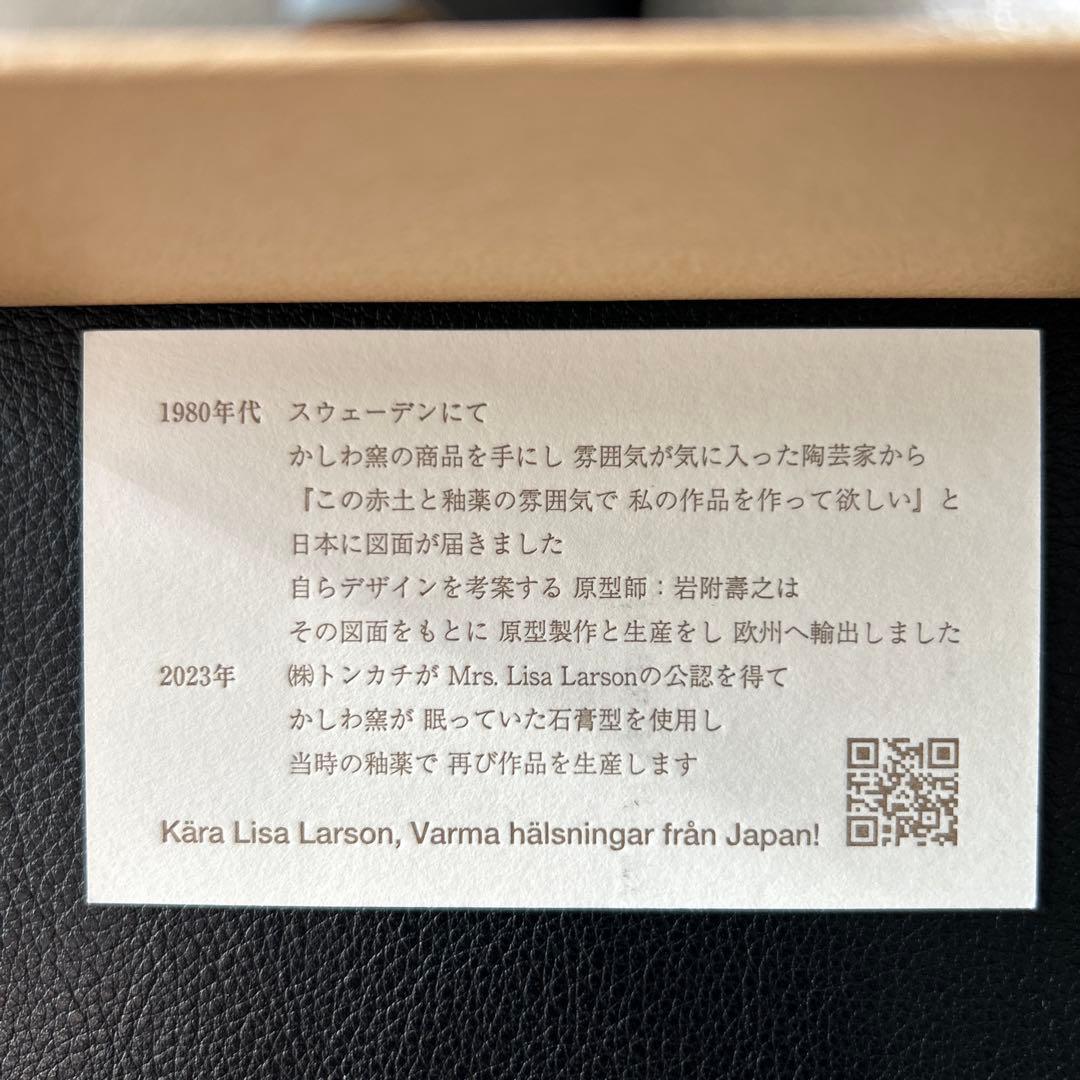 1980年代 スウェーデンにて
かしわ窯の商品を手にし 雰囲気が気に入った陶芸家から
『この赤土と釉薬の雰囲気で 私の作品を作って欲しい』と
日本に図面が届きました
自らデザインを考案する 原型師：岩附壽之は
その図面をもとに 原型製作と生産をし 欧州へ輸出しました
2023年 ㈱トンカチが Mrs. Lisa Larsonの公認を得て
かしわ窯が 眠っていた石膏型を使用し
当時の釉薬で 再び作品を生産します
Kära Lisa Larson, Varma hälsningar från Japan!